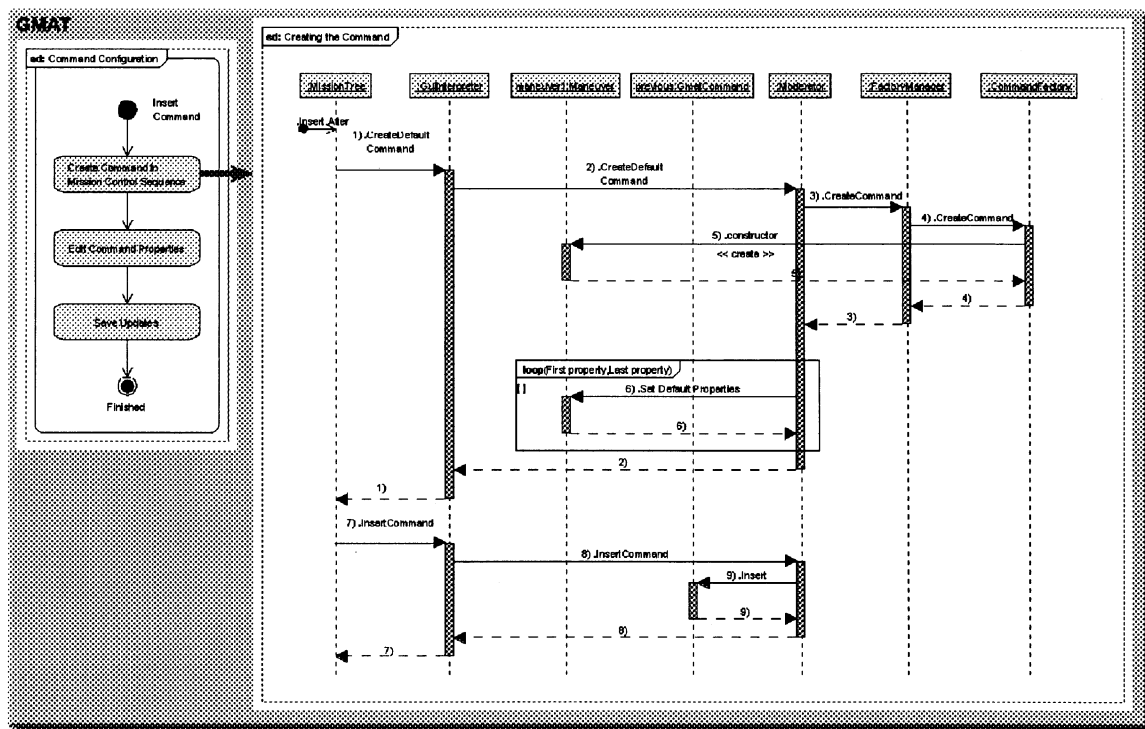 GMAT
ad: Command Configuration
Insert
Command
Create Command in
Mission Control Sequence
Edit Command Properties
Save Updates
Finished
sd: Creating the Command
:MissionTree
:GuiInterpreter
maneuver1:Maneuver
previous:GmatCommand
:Moderator
:FactoryManager
:CommandFactory
.Insert After
1) .CreateDefault
Command
2) .CreateDefault
Command
3) .CreateCommand
4) .CreateCommand
5) .constructor
<< create >>
5)
4)
3)
loop(First property,Last property)
[ ]
6) .Set Default Properties
6)
2)
1)
7) .InsertCommand
8) .InsertCommand
9) .Insert
9)
8)
7)